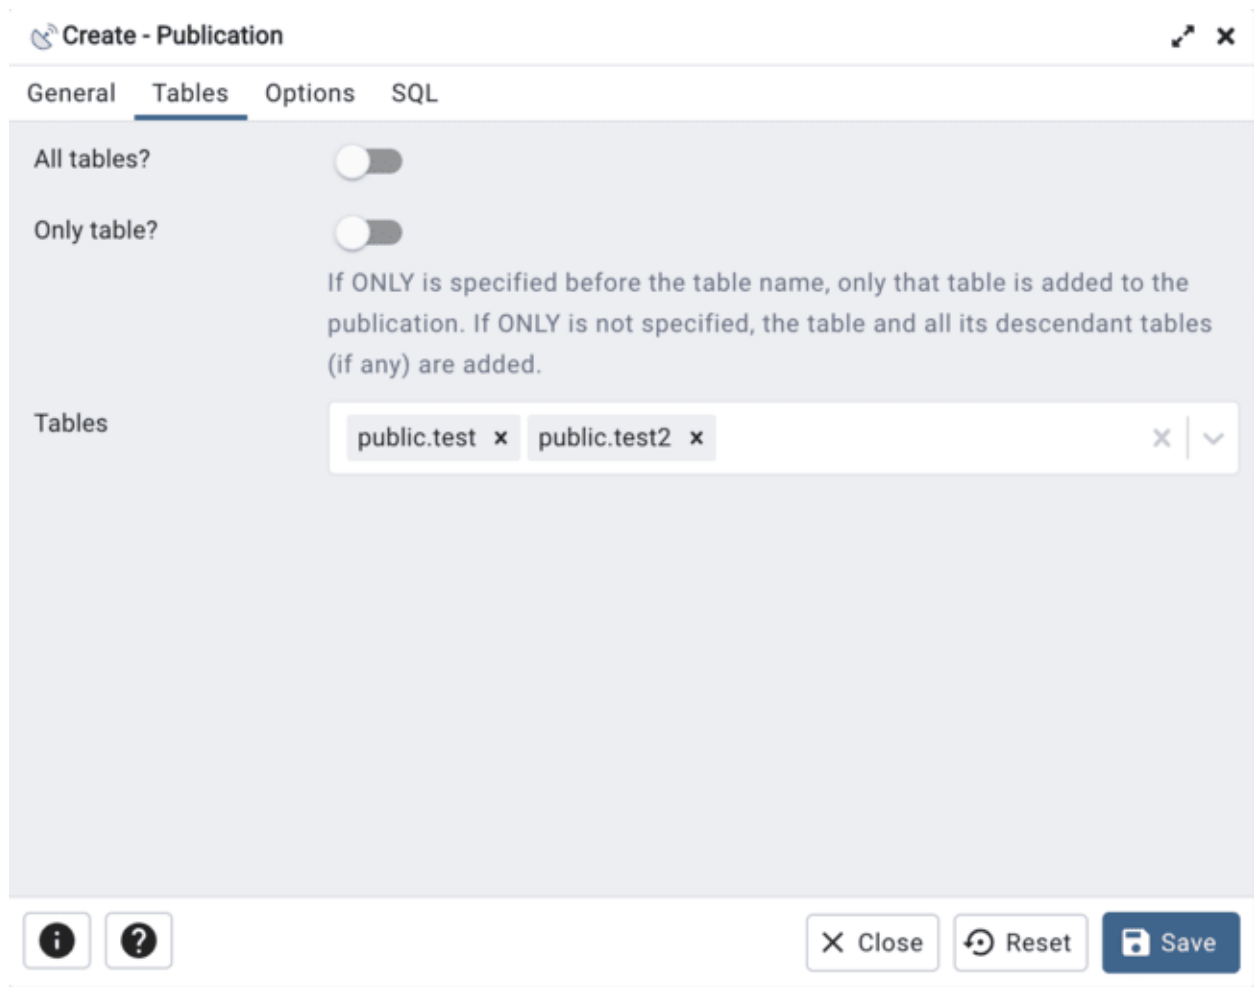 Create - Publication
General Tables Options SQL
All tables?
Only table?
If ONLY is specified before the table name, only that table is added to the
publication. If ONLY is not specified, the table and all its descendant tables
(if any) are added.
Tables public.test public.test2
Close Reset Save